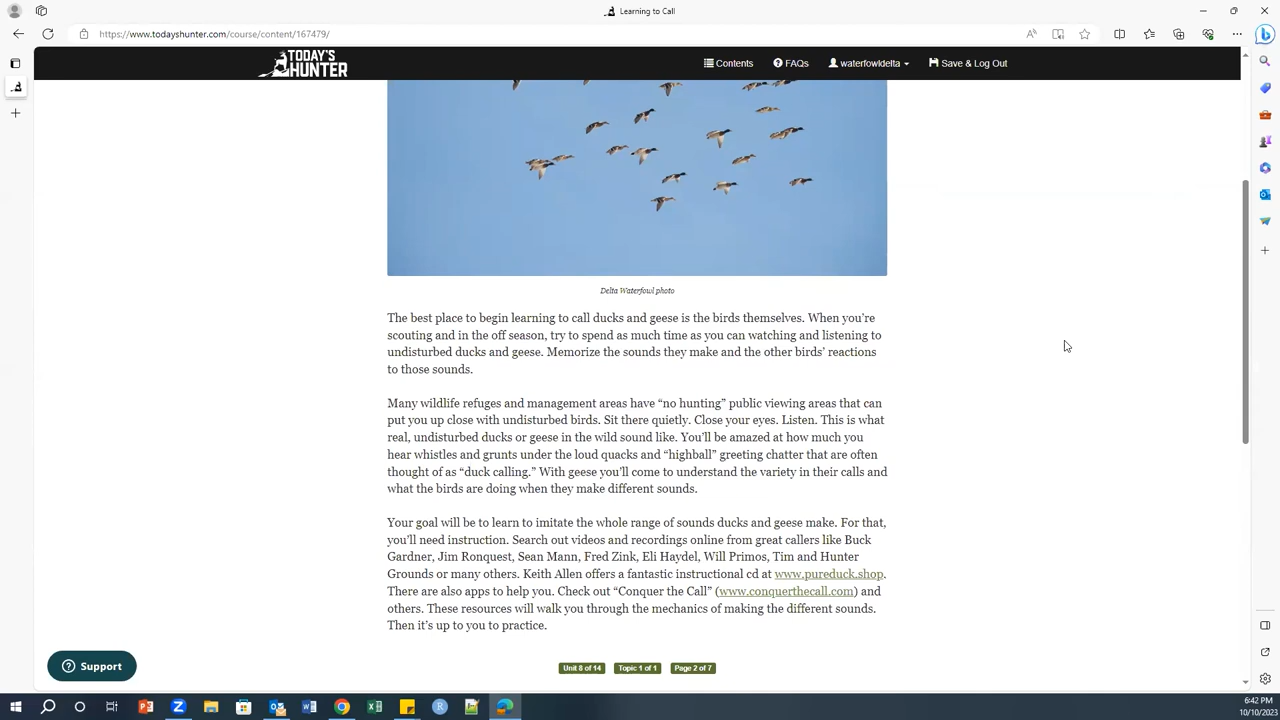 Learning to Call
https://www.todayshunter.com/course/content/167479/
TODAY'S
HUNTER
Contents
FAQs
waterfowldelta
Save & Log Out
Delta Waterfowl photo
The best place to begin learning to call ducks and geese is the birds themselves. When you're
scouting and in the off season, try to spend as much time as you can watching and listening to
undisturbed ducks and geese. Memorize the sounds they make and the other birds' reactions
to those sounds.
Many wildlife refuges and management areas have “no hunting” public viewing areas that can
put you up close with undisturbed birds. Sit there quietly. Close your eyes. Listen. This is what
real, undisturbed ducks or geese in the wild sound like. You'll be amazed at how much you
hear whistles and grunts under the loud quacks and “highball” greeting chatter that are often
thought of as “duck calling.” With geese you'll come to understand the variety in their calls and
what the birds are doing when they make different sounds.
Your goal will be to learn to imitate the whole range of sounds ducks and geese make. For that,
you'll need instruction. Search out videos and recordings online from great callers like Buck
Gardner, Jim Ronquest, Sean Mann, Fred Zink, Eli Haydel, Will Primos, Tim and Hunter
Grounds or many others. Keith Allen offers a fantastic instructional cd at www.pureduck.shop.
There are also apps to help you. Check out “Conquer the Call” (www.conquerthecall.com) and
others. These resources will walk you through the mechanics of making the different sounds.
Then it's up to you to practice.
Unit 8 of 14
Topic 1 of 1
Page 2 of 7
Support
6:42 PM
10/10/2023